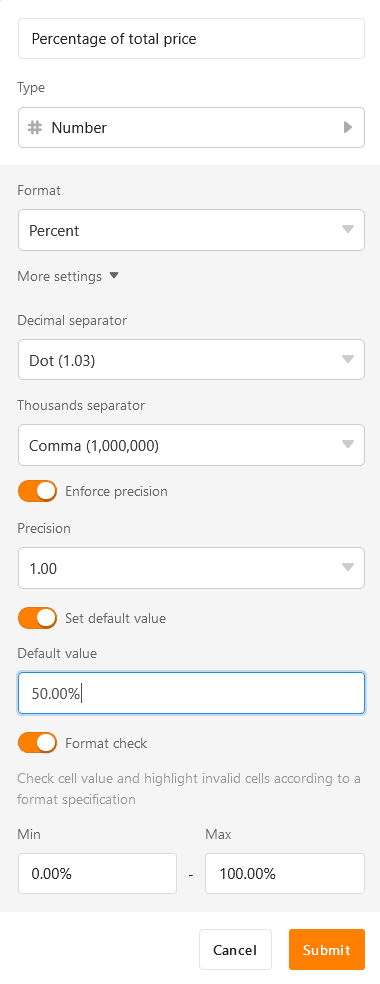 Percentage of total price
Type
Number
Format
Percent
More settings
Decimal separator
Dot (1.03)
Thousands separator
Comma (1,000,000)
Enforce precision
Precision
1.00
Set default value
Default value
50.00%
Format check
Check cell value and highlight invalid cells according to a
format specification
Min Max
0.00% - 100.00%
Cancel Submit